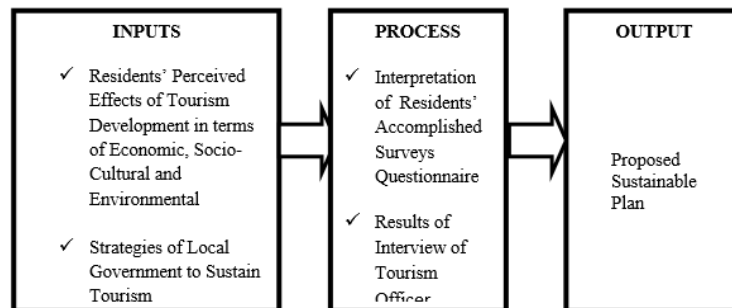 INPUTS
✓ Residents' Perceived
Effects of Tourism
Development in terms
of Economic, Socio-
Cultural and
Environmental
✓ Strategies of Local
Government to Sustain
Tourism
PROCESS
✓ Interpretation
of Residents'
Accomplished
Surveys
Questionnaire
✓ Results of
Interview of
Tourism
Officer
OUTPUT
Proposed
Sustainable
Plan